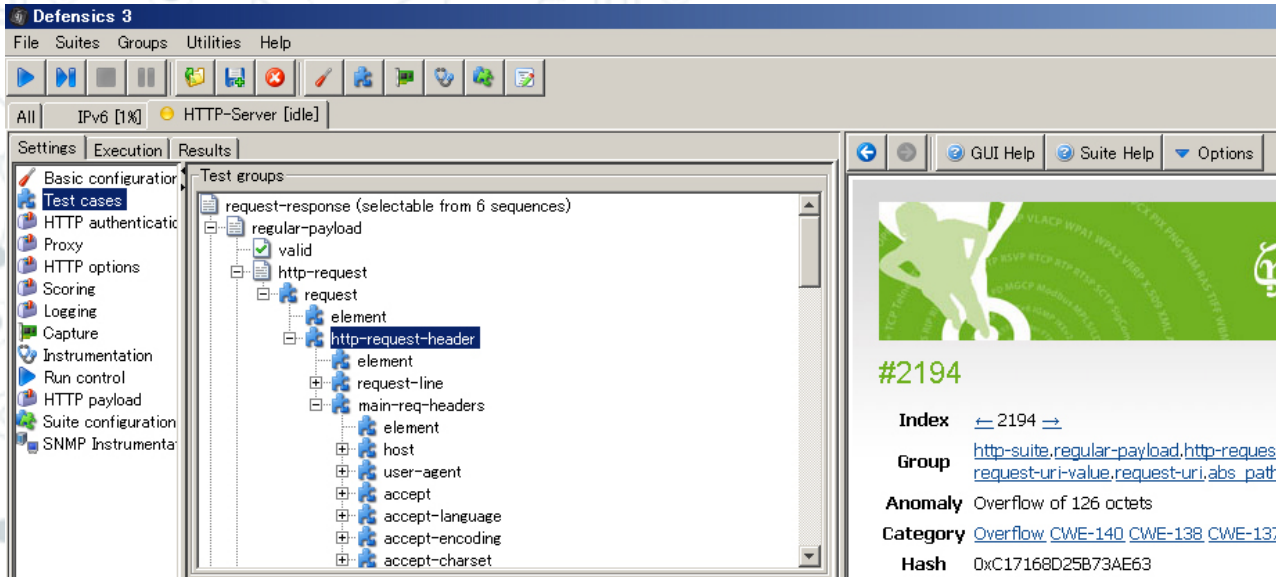 Defensics 3
File Suites Groups Utilities Help
All IPv6 [1%] HTTP-Server [idle]
Settings Execution Results
GUI Help Suite Help Options
Basic configuration
Test cases
HTTP authenticatic
Proxy
HTTP options
Scoring
Logging
Capture
Instrumentation
Run control
HTTP payload
Suite configuration
SNMP Instrumenta
Test groups
request-response (selectable from 6 sequences)
regular-payload
valid
http-request
request
element
http-request-header
element
request-line
main-req-headers
element
host
user-agent
accept
accept-language
accept-encoding
accept-charset
#2194
Index ← 2194 →
Group http-suite.regular-payload.http-reques
request-uri-value.request-uri.abs_path
Anomaly Overflow of 126 octets
Category Overflow CWE-140 CWE-138 CWE-137
Hash 0xC17168D25B73AE63